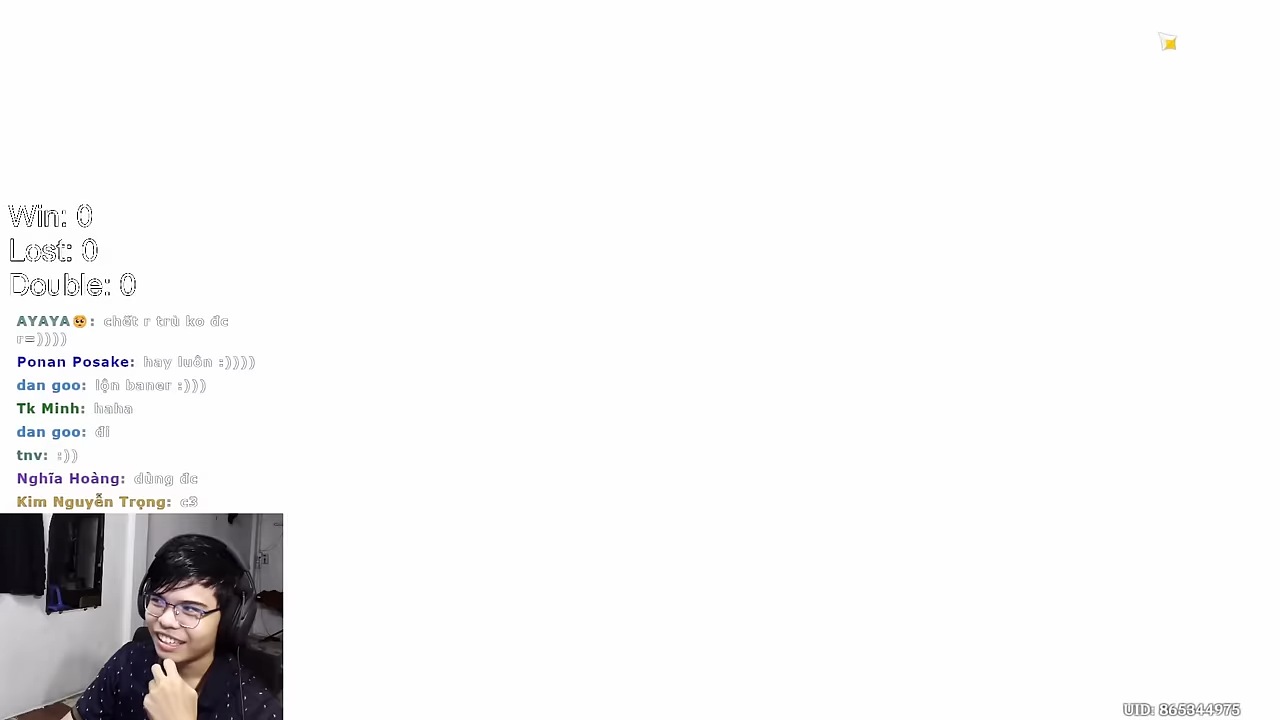 Win: 0
Lost: 0
Double: 0
AYAYA🥺: chết r trù ko đc
r=))))
Ponan Posake: hay luôn :))))
dan goo: lộn baner :)))
Tk Minh: haha
dan goo: đi
tnv: :))
Nghĩa Hoàng: dùng đc
Kim Nguyễn Trọng: c3
UID: 865344975